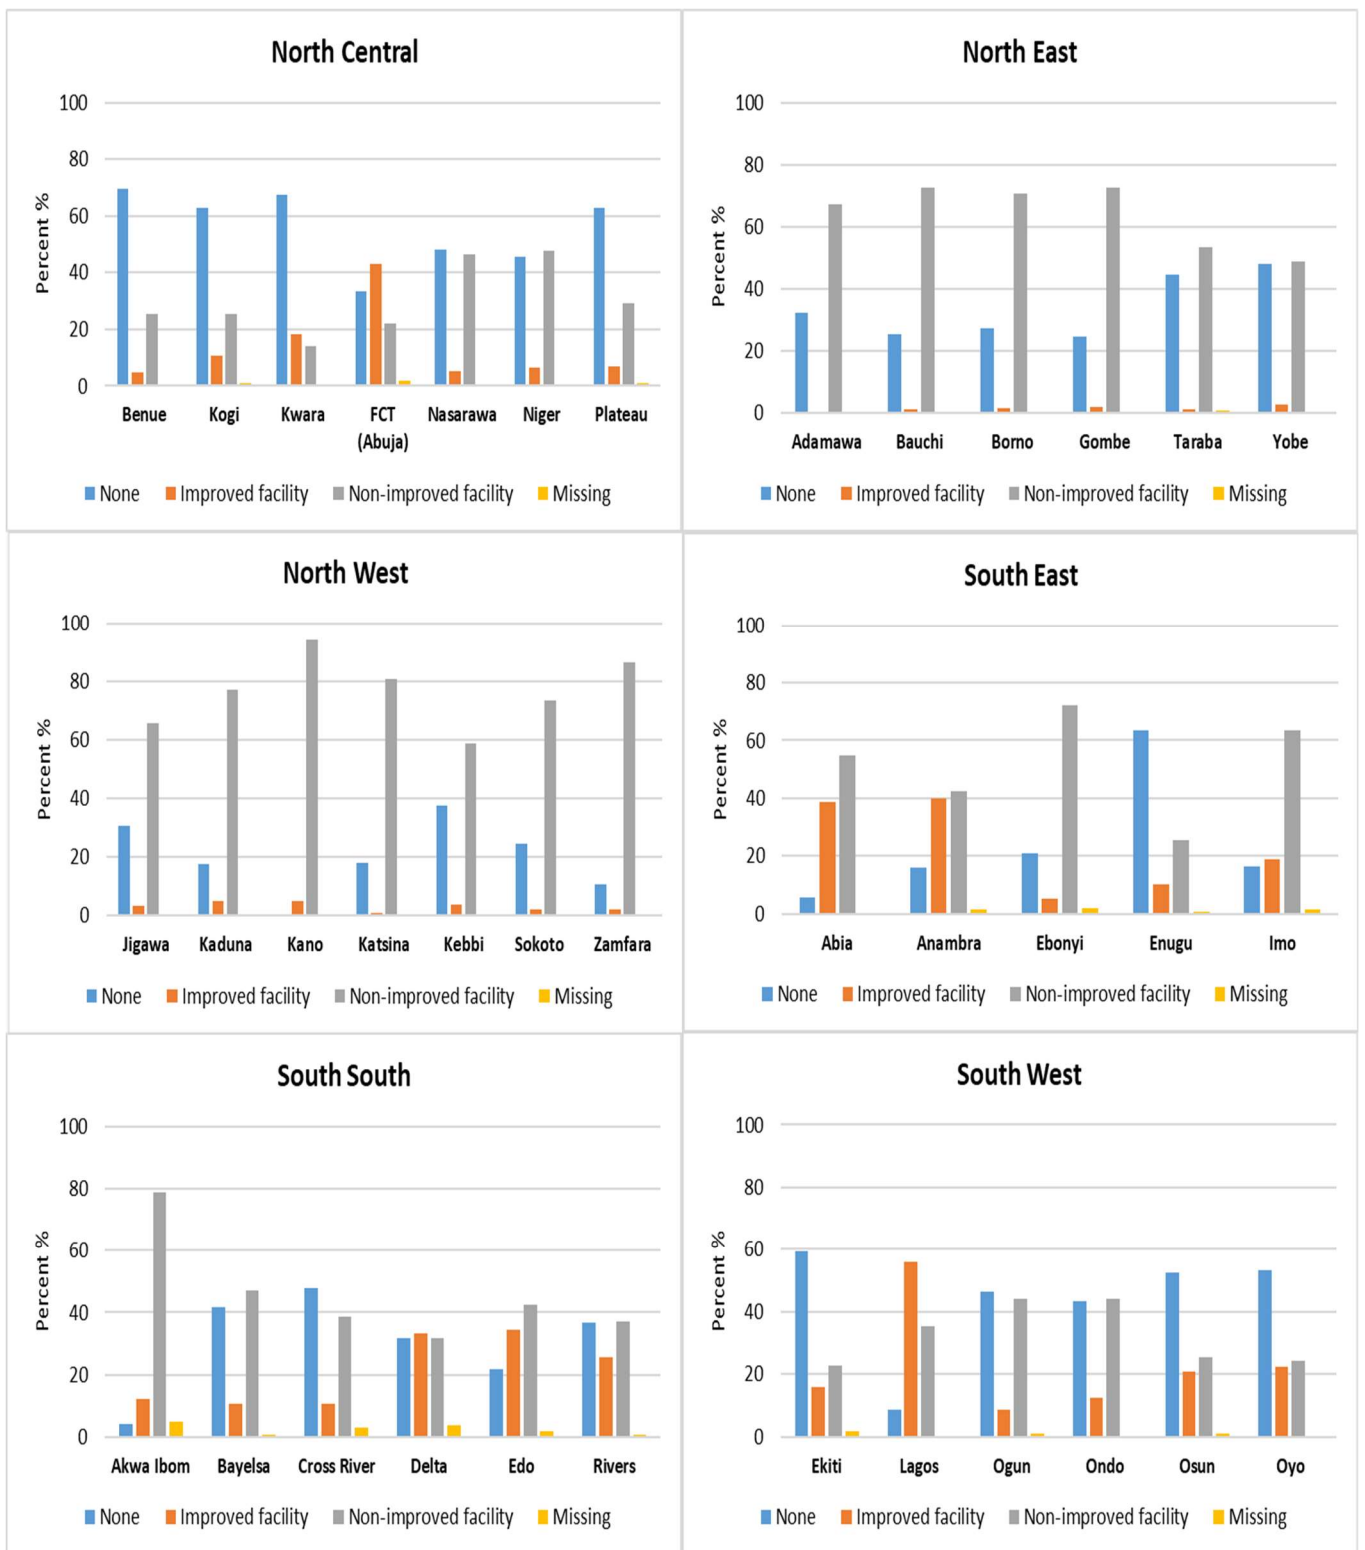 North Central
100
80
60
40
20
0
Percent %
Benue Kogi Kwara FCT (Abuja) Nasarawa Niger Plateau
None Improved facility Non-improved facility Missing
North East
100
80
60
40
20
0
Percent %
Adamawa Bauchi Borno Gombe Taraba Yobe
None Improved facility Non-improved facility Missing
North West
100
80
60
40
20
0
Percent %
Jigawa Kaduna Kano Katsina Kebbi Sokoto Zamfara
None Improved facility Non-improved facility Missing
South East
100
80
60
40
20
0
Percent %
Abia Anambra Ebonyi Enugu Imo
None Improved facility Non-improved facility Missing
South South
100
80
60
40
20
0
Percent %
Akwa Ibom Bayelsa Cross River Delta Edo Rivers
None Improved facility Non-improved facility Missing
South West
100
80
60
40
20
0
Percent %
Ekiti Lagos Ogun Ondo Osun Oyo
None Improved facility Non-improved facility Missing